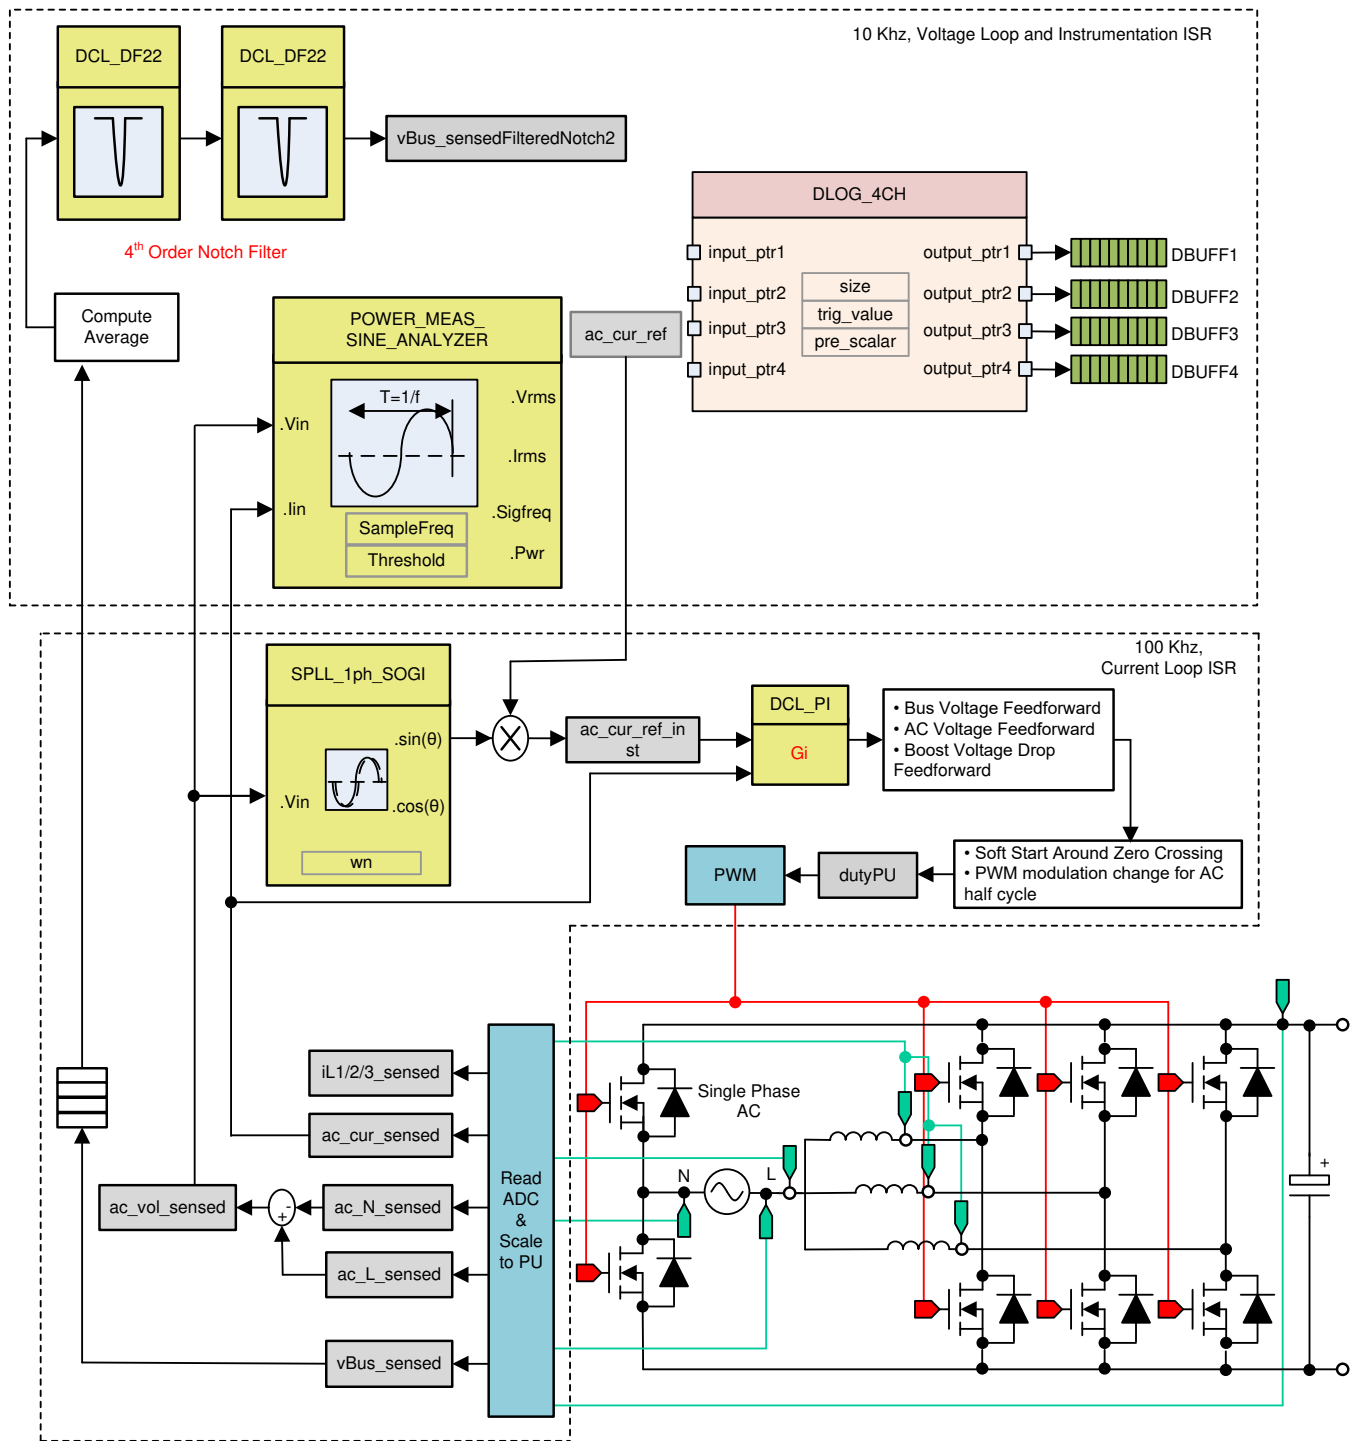 10 Khz, Voltage Loop and Instrumentation ISR
DCL_DF22
DCL_DF22
vBus_sensedFilteredNotch2
4th Order Notch Filter
Compute
Average
POWER_MEAS_
SINE_ANALYZER
T=1/f
.Vin
.Iin
.Vrms
.Irms
.Sigfreq
.Pwr
SampleFreq
Threshold
ac_cur_ref
DLOG_4CH
input_ptr1
input_ptr2
input_ptr3
input_ptr4
size
trig_value
pre_scalar
output_ptr1
output_ptr2
output_ptr3
output_ptr4
DBUFF1
DBUFF2
DBUFF3
DBUFF4
100 Khz,
Current Loop ISR
SPLL_1ph_SOGI
.Vin
.sin(θ)
.cos(θ)
wn
ac_cur_ref_in
st
DCL_PI
Gi
• Bus Voltage Feedforward
• AC Voltage Feedforward
• Boost Voltage Drop
Feedforward
• Soft Start Around Zero Crossing
• PWM modulation change for AC
half cycle
dutyPU
PWM
iL1/2/3_sensed
ac_cur_sensed
ac_vol_sensed
-
+
ac_N_sensed
ac_L_sensed
vBus_sensed
Read
ADC
&
Scale
to PU
Single Phase
AC
N
L
+